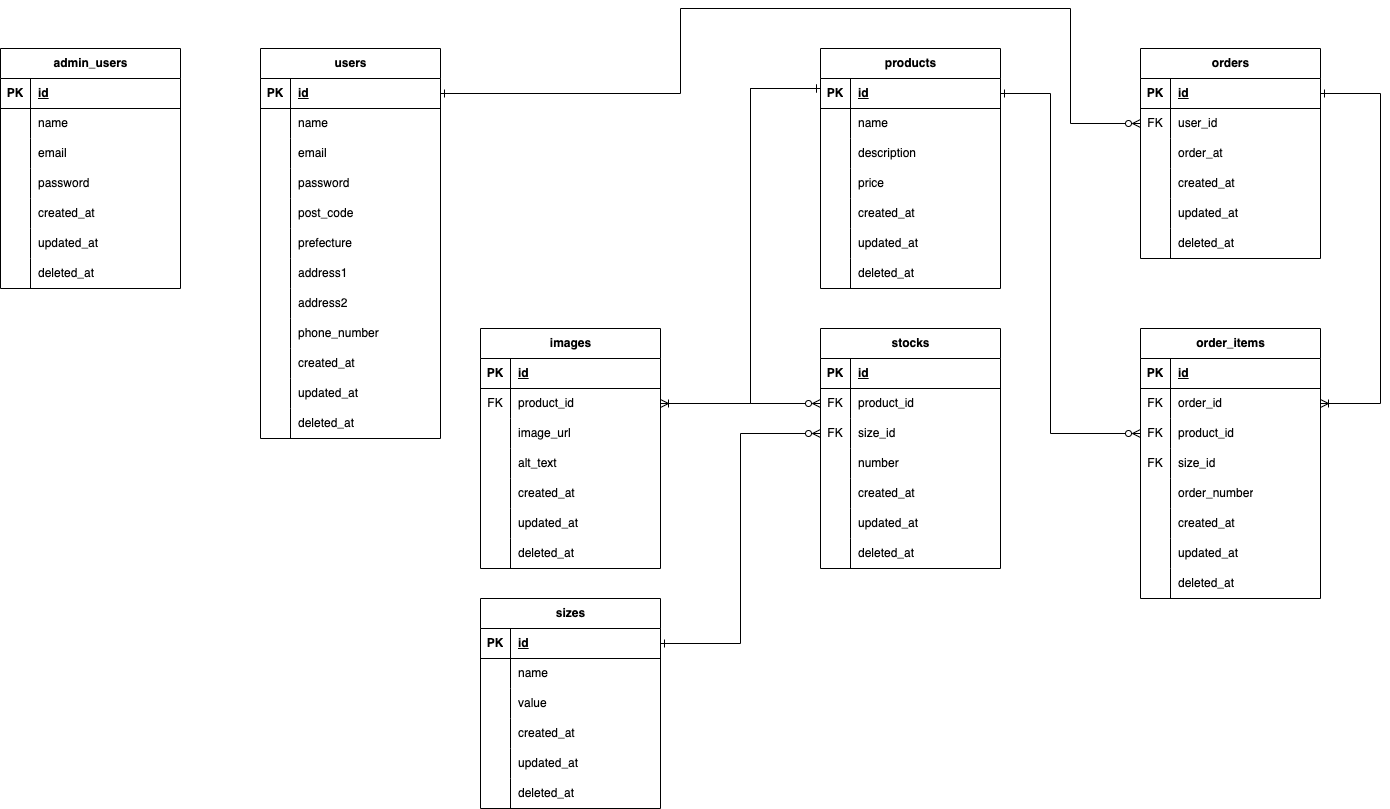 admin_users
PK id
name
email
password
created_at
updated_at
deleted_at
users
PK id
name
email
password
post_code
prefecture
address1
address2
phone_number
created_at
updated_at
deleted_at
products
PK id
name
description
price
created_at
updated_at
deleted_at
orders
PK id
FK user_id
order_at
created_at
updated_at
deleted_at
images
PK id
FK product_id
image_url
alt_text
created_at
updated_at
deleted_at
stocks
PK id
FK product_id
FK size_id
number
created_at
updated_at
deleted_at
order_items
PK id
FK order_id
FK product_id
FK size_id
order_number
created_at
updated_at
deleted_at
sizes
PK id
name
value
created_at
updated_at
deleted_at